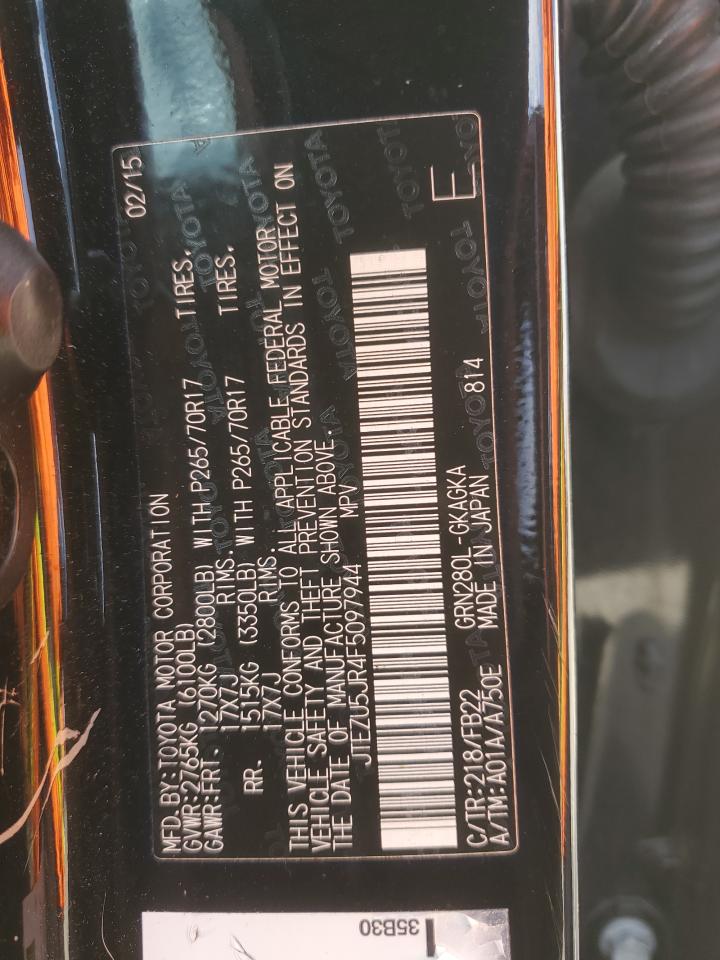 MFD.BY:TOYOTA MOTOR CORPORATION 02/15
GVWR:2765KG (6100LB)
GAWR:FRT. 1270KG (2800LB) WITH P265/70R17 TIRES,
17X7J RIMS.
RR. 1515KG (3350LB) WITH P265/70R17 TIRES,
17X7J RIMS.
THIS VEHICLE CONFORMS TO ALL APPLICABLE FEDERAL MOTOR
VEHICLE SAFETY AND THEFT PREVENTION STANDARDS IN EFFECT ON
THE DATE OF MANUFACTURE SHOWN ABOVE.
JTEZU5JR4F5097944 MPV
C/TR:218/FB22 GRN280L-GKAGKA
A/TM:A01A/A750E MADE IN JAPAN 814
E
35B30